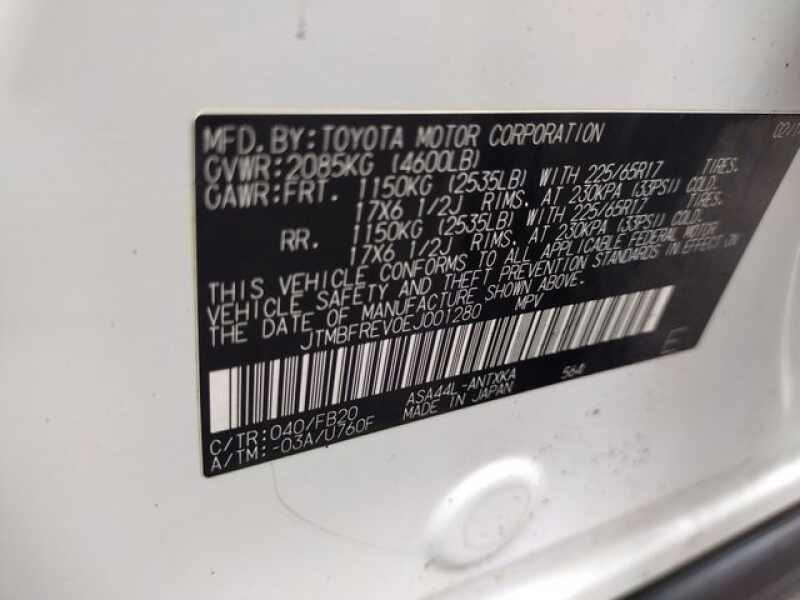 MFD. BY: TOYOTA MOTOR CORPORATION 02/1
GVWR: 2085KG (4600LB)
GAWR: FRT. 1150KG (2535LB) WITH 225/65R17 TIRES.
17X6 1/2J RIMS. AT 230KPA (33PSI) COLD.
RR. 1150KG (2535LB) WITH 225/65R17 TIRES.
17X6 1/2J RIMS. AT 230KPA (33PSI) COLD.
THIS VEHICLE CONFORMS TO ALL APPLICABLE FEDERAL MOTOR
VEHICLE SAFETY AND THEFT PREVENTION STANDARDS IN EFFECT ON
THE DATE OF MANUFACTURE SHOWN ABOVE.
JTMBFREV0EJ001280 MPV
E
C/TR: 040/FB20 ASA44L-ANTXKA 564
A/TM: -03A/U760F MADE IN JAPAN